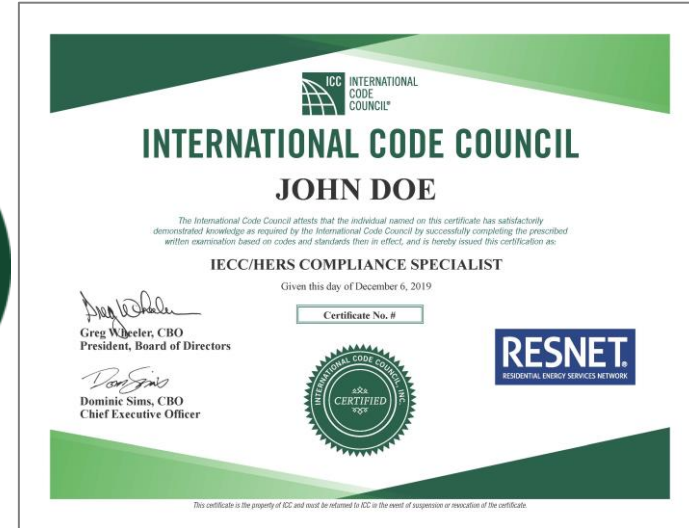 ICC INTERNATIONAL
CODE
COUNCIL®
INTERNATIONAL CODE COUNCIL
JOHN DOE
The International Code Council attests that the individual named on this certificate has satisfactorily
demonstrated knowledge as required by the International Code Council by successfully completing the prescribed
written examination based on codes and standards then in effect, and is hereby issued this certification as:
IECC/HERS COMPLIANCE SPECIALIST
Given this day of December 6, 2019
Certificate No. #
Greg Wheeler
Greg Wheeler, CBO
President, Board of Directors
Dom Sims
Dominic Sims, CBO
Chief Executive Officer
INTERNATIONAL CODE COUNCIL, INC.
CERTIFIED
RESNET.
RESIDENTIAL ENERGY SERVICES NETWORK
This certificate is the property of ICC and must be returned to ICC in the event of suspension or revocation of the certificate.